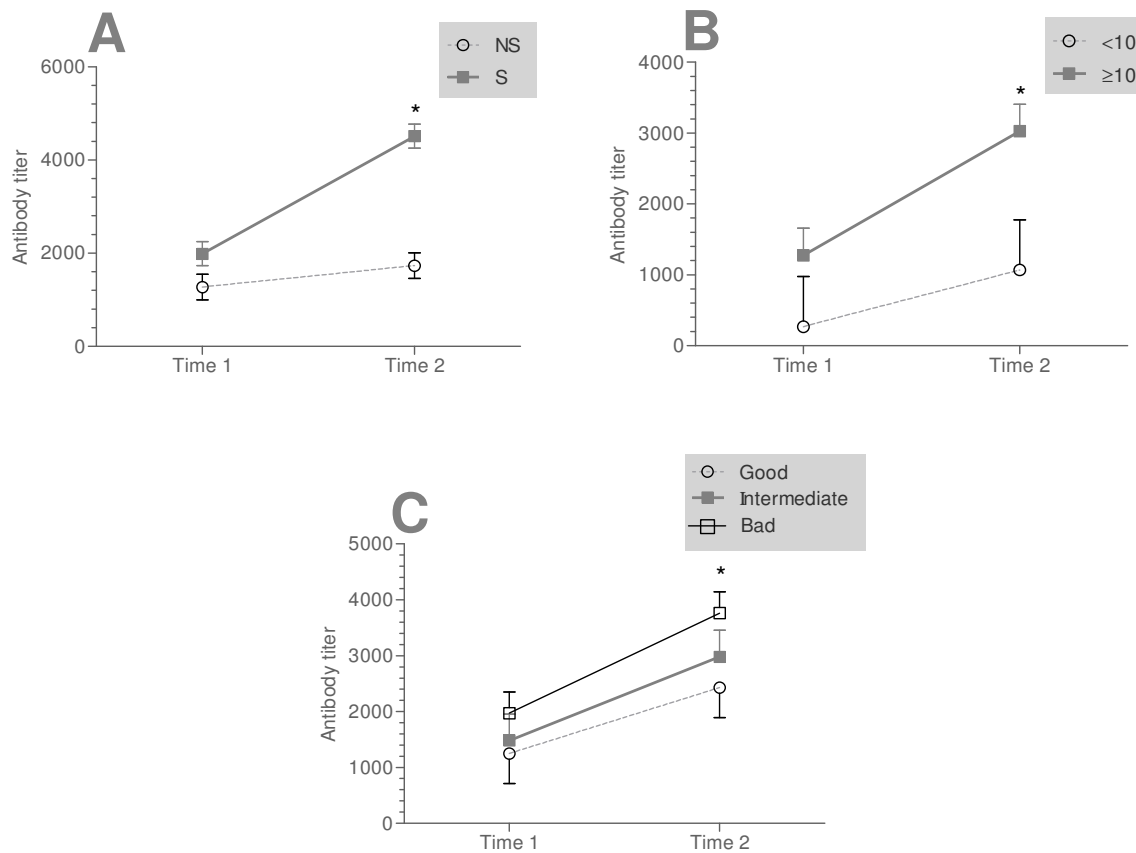 A
NS
S
6000
4000
2000
0
Antibody titer
*
Time 1
Time 2
B
<10
≥10
4000
3000
2000
1000
0
Antibody titer
*
Time 1
Time 2
C
Good
Intermediate
Bad
5000
4000
3000
2000
1000
0
Antibody titer
*
Time 1
Time 2